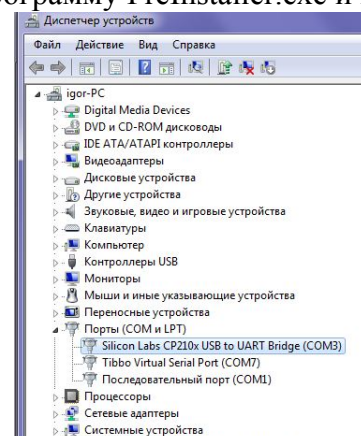 рограмму PreInstaller.exe и
Диспетчер устройств
Файл Действие Вид Справка
igor-PC
Digital Media Devices
DVD и CD-ROM дисководы
IDE ATA/ATAPI контроллеры
Видеоадаптеры
Дисковые устройства
Другие устройства
Звуковые, видео и игровые устройства
Клавиатуры
Компьютер
Контроллеры USB
Мониторы
Мыши и иные указывающие устройства
Переносные устройства
Порты (COM и LPT)
Silicon Labs CP210x USB to UART Bridge (COM3)
Tibbo Virtual Serial Port (COM7)
Последовательный порт (COM1)
Процессоры
Сетевые адаптеры
Системные устройства